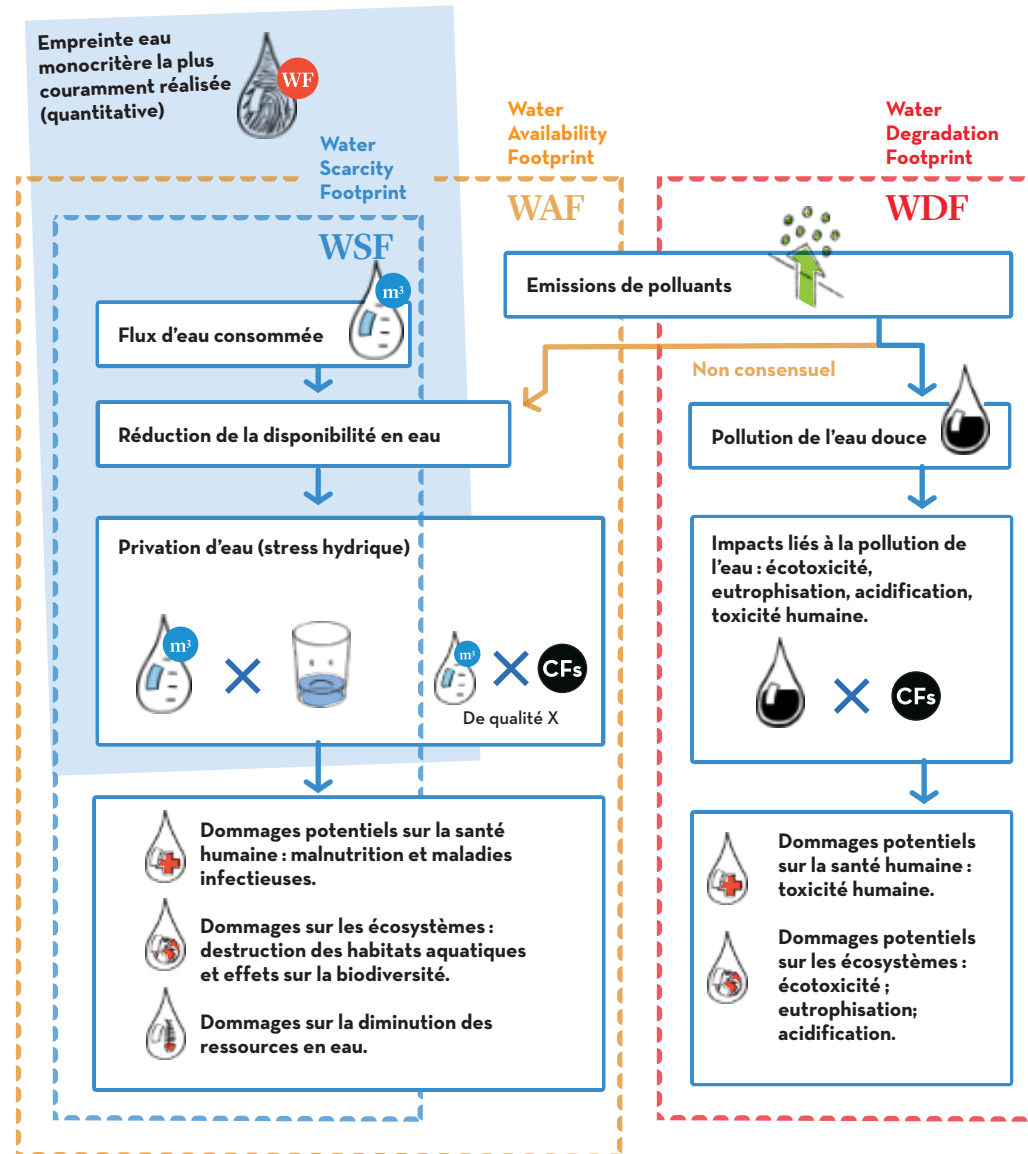 Empreinte eau
monocritère la plus
couramment réalisée
(quantitative)
WF
Water
Scarcity
Footprint
WSF
Water
Availability
Footprint
WAF
Water
Degradation
Footprint
WDF
Emissions de polluants
m³
Flux d'eau consommée
Non consensuel
Réduction de la disponibilité en eau
Pollution de l'eau douce
Privation d'eau (stress hydrique)
m³
m³
CFs
De qualité X
Impacts liés à la pollution de
l'eau : écotoxicité,
eutrophisation, acidification,
toxicité humaine.
CFs
Dommages potentiels sur la santé
humaine : malnutrition et maladies
infectieuses.
Dommages sur les écosystèmes :
destruction des habitats aquatiques
et effets sur la biodiversité.
Dommages sur la diminution des
ressources en eau.
Dommages potentiels
sur la santé humaine :
toxicité humaine.
Dommages potentiels
sur les écosystèmes :
écotoxicité ;
eutrophisation;
acidification.